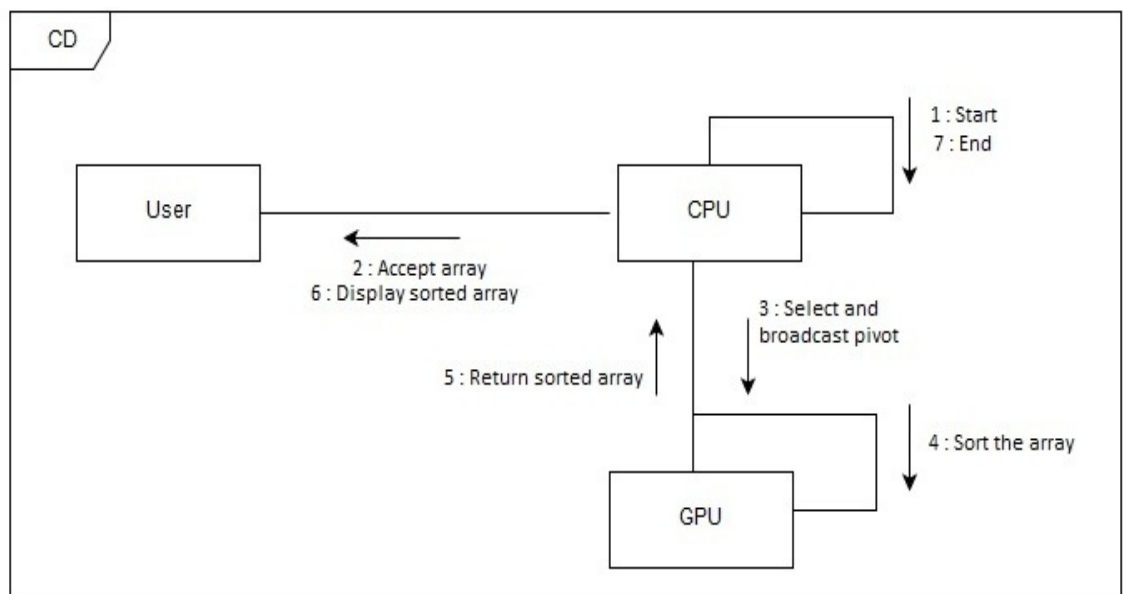 CD
1 : Start
7 : End
User
CPU
2 : Accept array
6 : Display sorted array
3 : Select and
broadcast pivot
5 : Return sorted array
4 : Sort the array
GPU